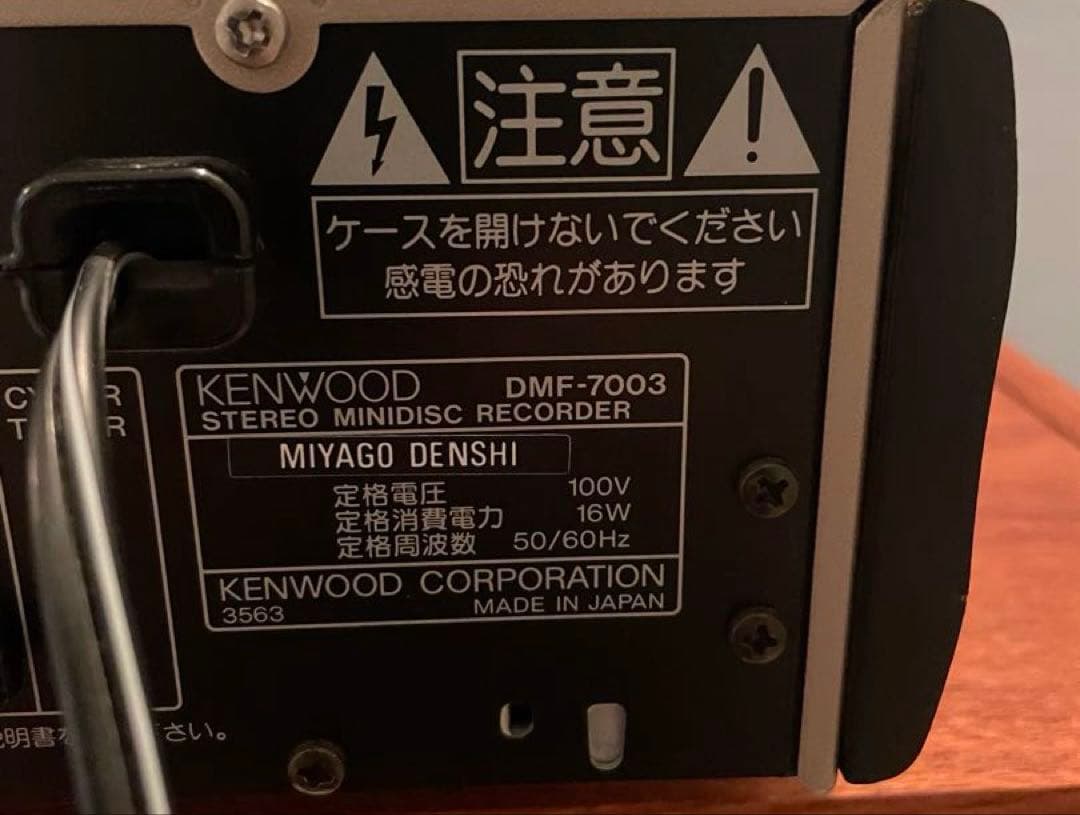 注意
ケースを開けないでください
感電の恐れがあります
KENWOOD DMF-7003
STEREO MINIDISC RECORDER
MIYAGO DENSHI
定格電圧 100V
定格消費電力 16W
定格周波数 50/60Hz
KENWOOD CORPORATION
3563 MADE IN JAPAN
明書を さい。